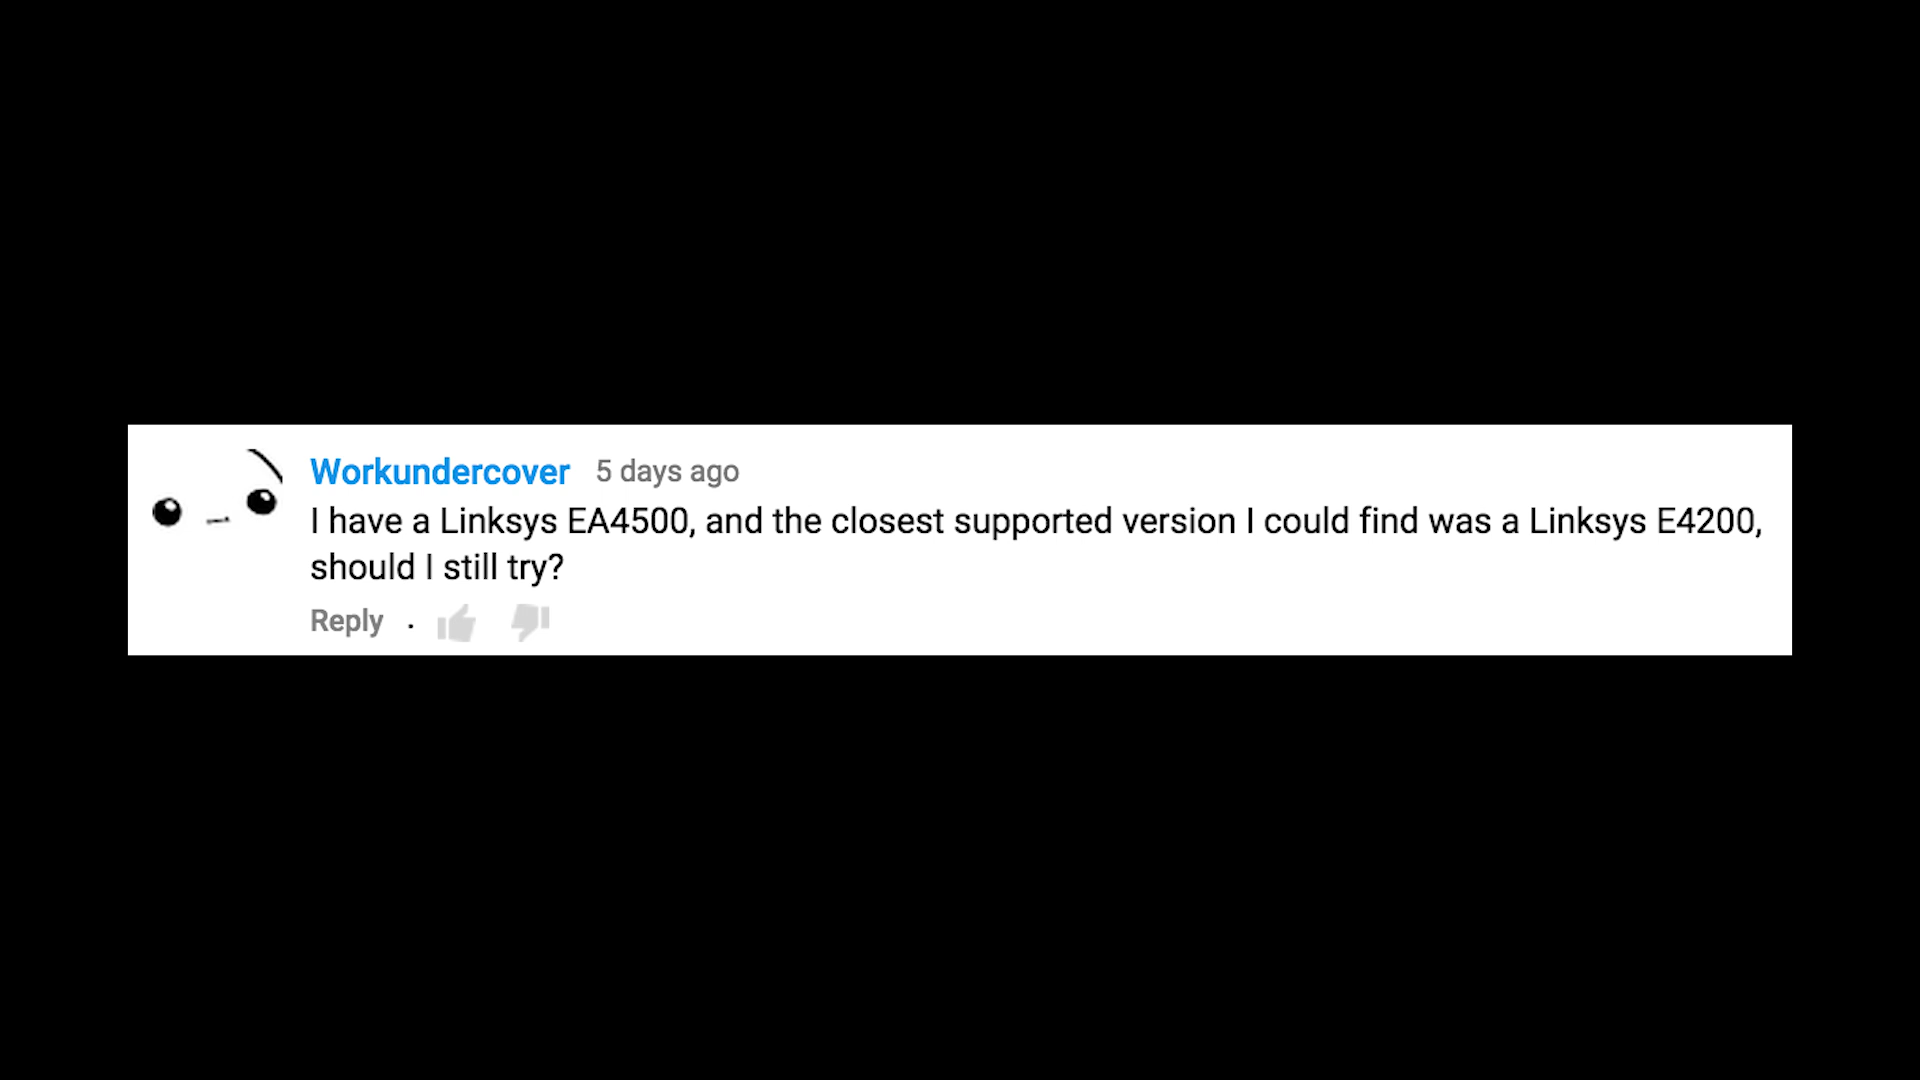 Workundercover 5 days ago
I have a Linksys EA4500, and the closest supported version I could find was a Linksys E4200,
should I still try?
Reply .